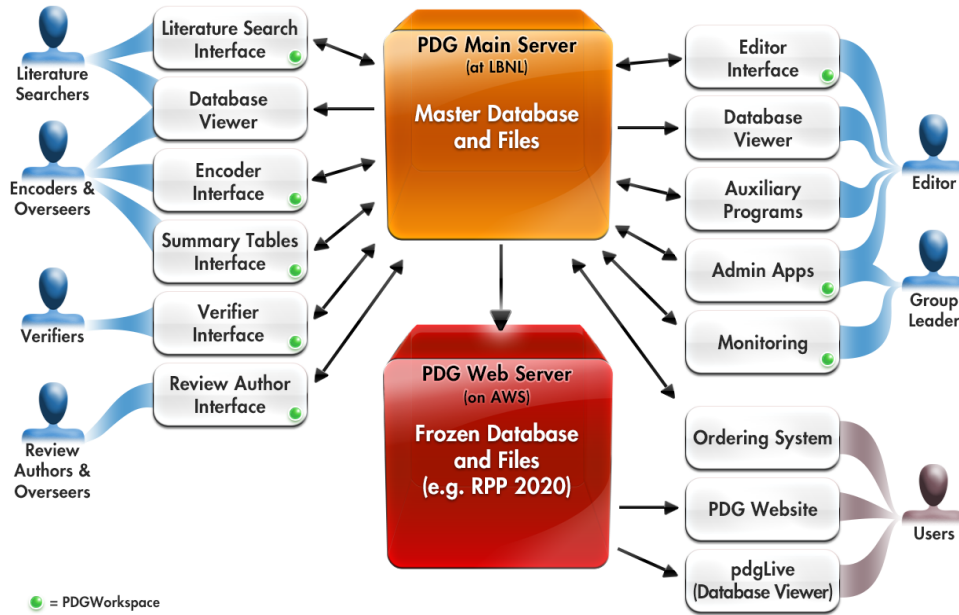 Literature
Searchers
Encoders &
Overseers
Verifiers
Review
Authors &
Overseers
Literature Search
Interface
Database
Viewer
Encoder
Interface
Summary Tables
Interface
Verifier
Interface
Review Author
Interface
PDG Main Server
(at LBNL)
Master Database
and Files
PDG Web Server
(on AWS)
Frozen Database
and Files
(e.g. RPP 2020)
Editor
Interface
Database
Viewer
Auxiliary
Programs
Admin Apps
Monitoring
Ordering System
PDG Website
pdgLive
(Database Viewer)
Editor
Group
Leader
Users
= PDGWorkspace